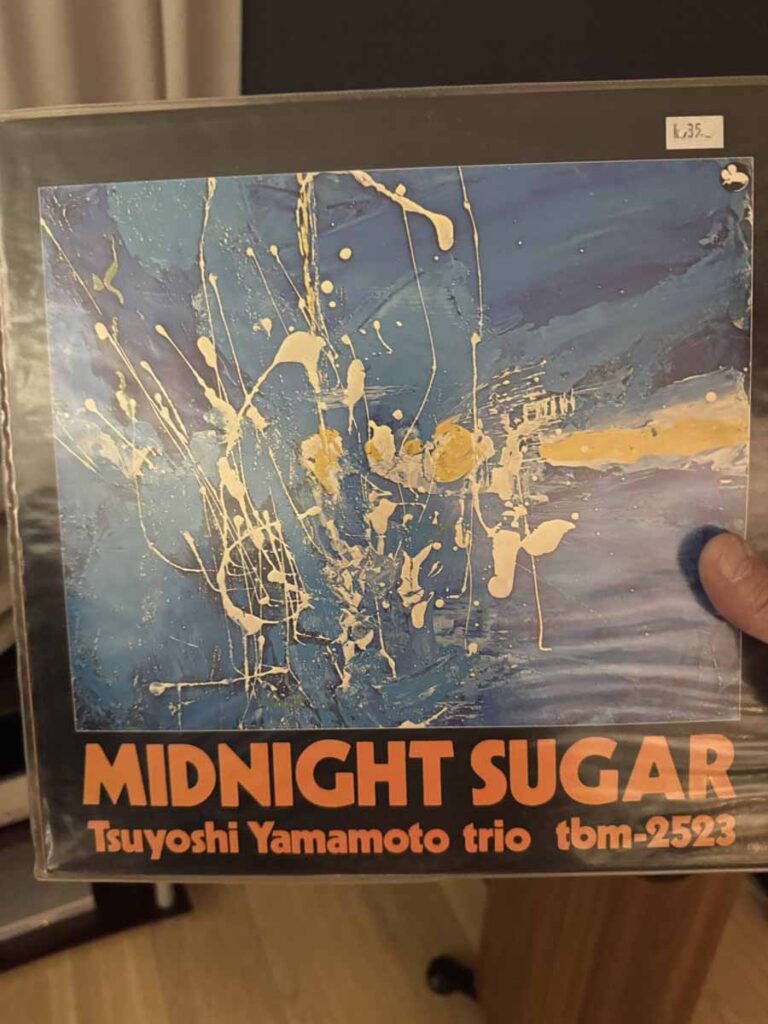 MIDNIGHT SUGAR
Tsuyoshi Yamamoto trio tbm-2523